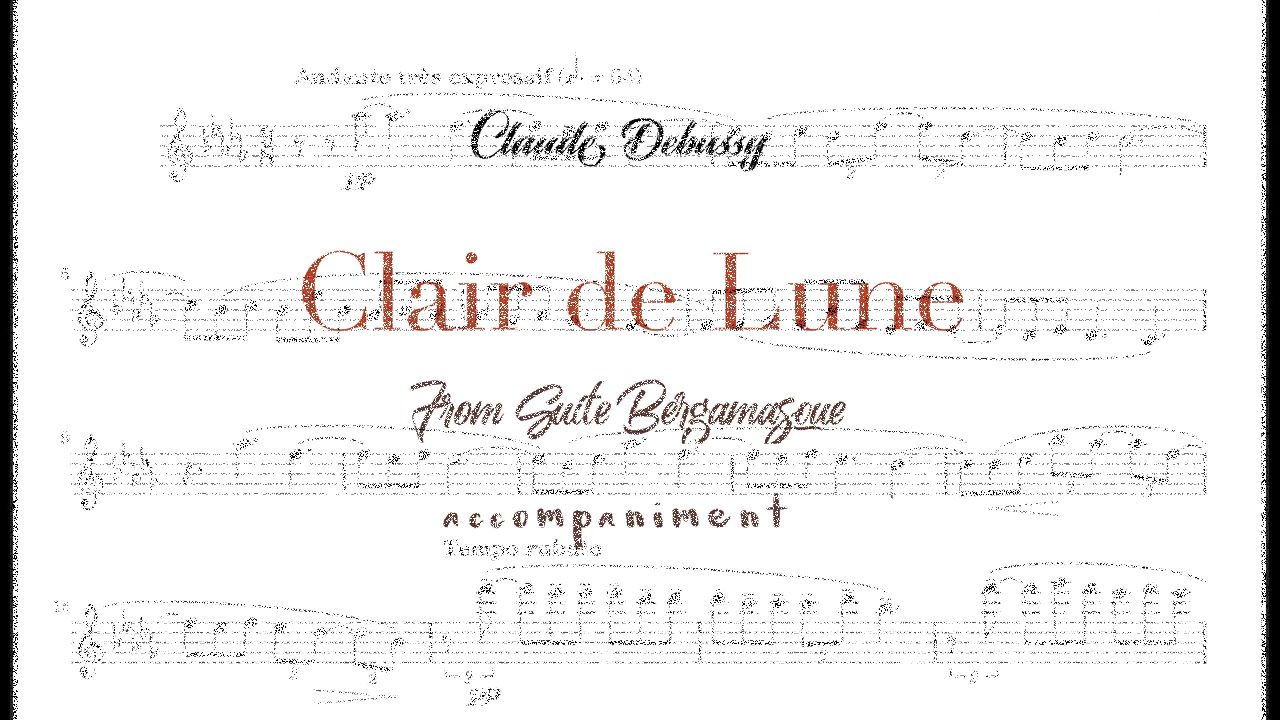 Andante très expressif
Claude Debussy
Clair de Lune
From Suite Bergamasque
accompaniment
Tempo rubato